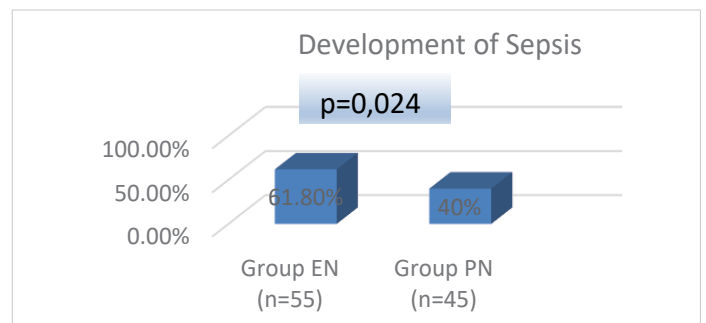 Development of Sepsis
p=0,024
100.00%
50.00%
0.00%
61.80%
40%
Group EN
(n=55)
Group PN
(n=45)